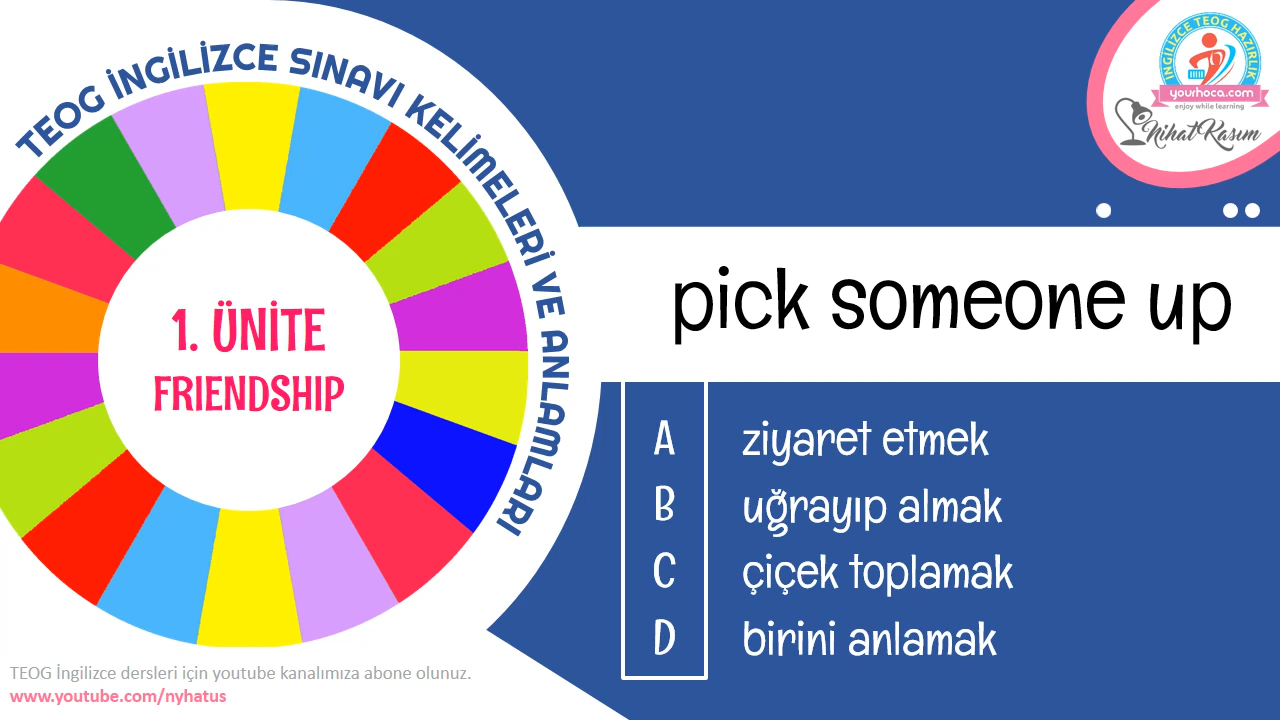 TEOG İNGİLİZCE SINAVI KELİMELERİ VE ANLAMLARI
İNGİLİZCE TEOG HAZIRLIK
yourhoca.com
enjoy while learning
Nihat Kasım
1. ÜNİTE
FRIENDSHIP
pick someone up
A ziyaret etmek
B uğrayıp almak
C çiçek toplamak
D birini anlamak
TEOG İngilizce dersleri için youtube kanalımıza abone olunuz.
www.youtube.com/nyhatus